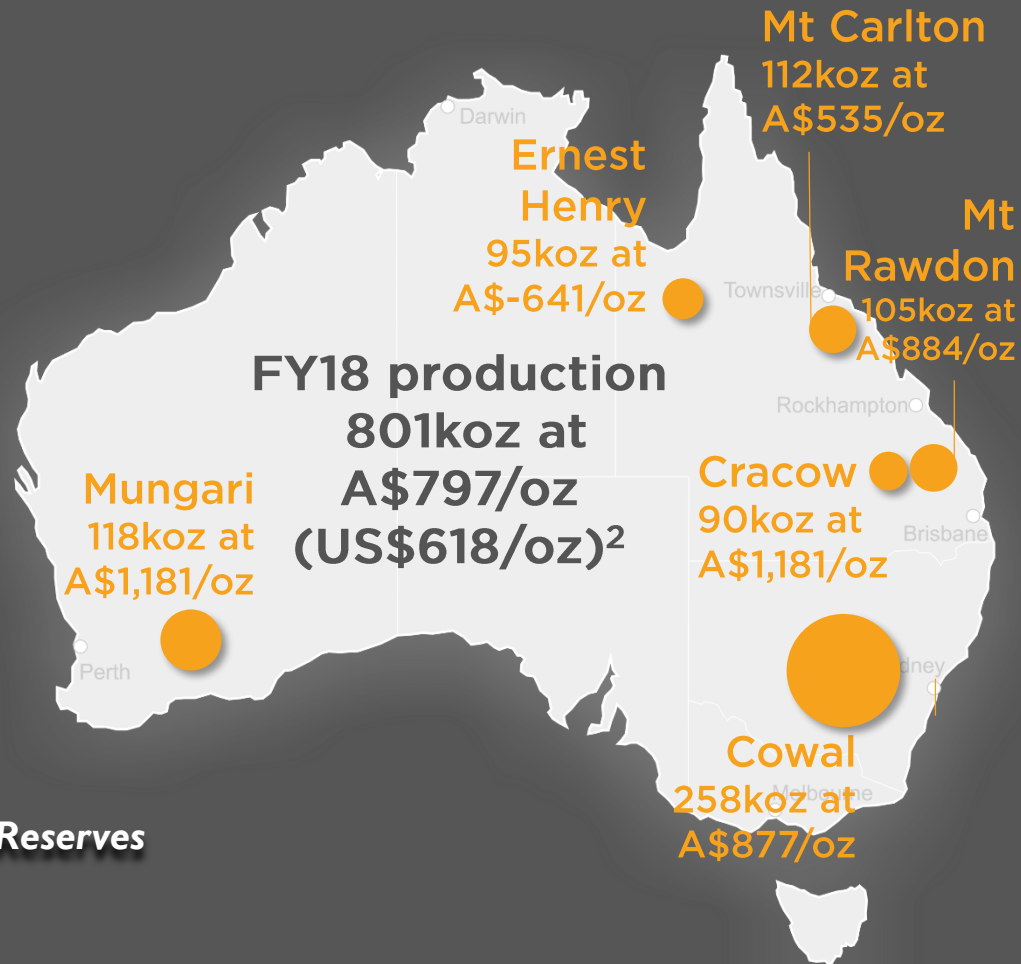 Mt Carlton
112koz at
A$535/oz
Darwin
Ernest
Henry
95koz at
A$-641/oz
Mt
Rawdon
105koz at
A$884/oz
Townsville
FY18 production
801koz at
A$797/oz
(US$618/oz)2
Rockhampton
Mungari
118koz at
A$1,181/oz
Cracow
90koz at
A$1,181/oz
Brisbane
Perth
dney
Cowal
258koz at
A$877/oz
Melbourne
Reserves